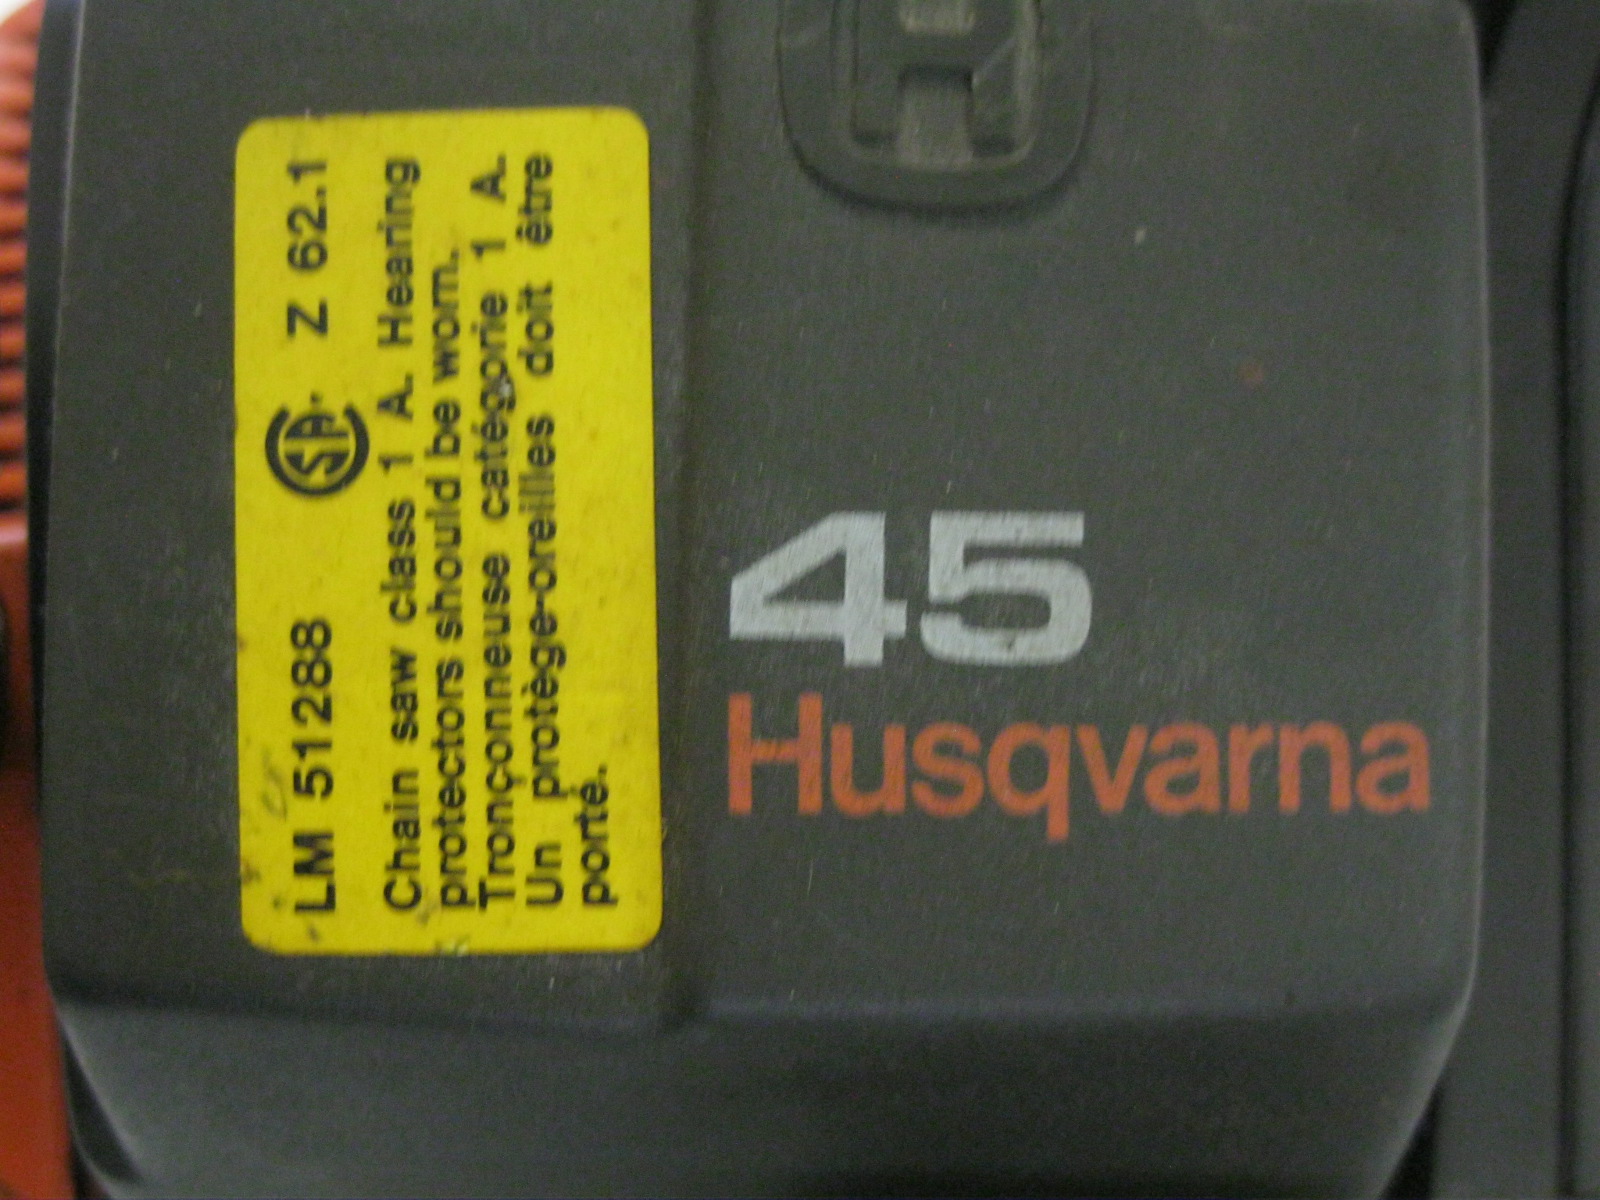 LM 51288 SA Z 62.1
Chain saw class 1 A. Hearing
protectors should be worn.
Tronçonneuse catégorie 1 A.
Un protège-oreilles doit être
porté.
45
Husqvarna